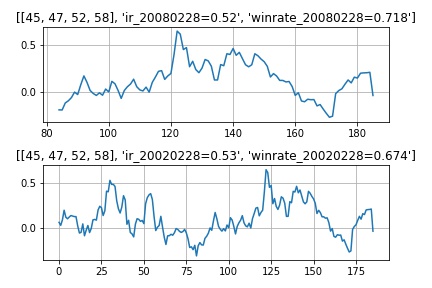 [[45, 47, 52, 58], 'ir_20080228=0.52', 'winrate_20080228=0.718']
0.5
0.0
80 100 120 140 160 180
[[45, 47, 52, 58], 'ir_20020228=0.53', 'winrate_20020228=0.674']
0.5
0.0
0 25 50 75 100 125 150 175